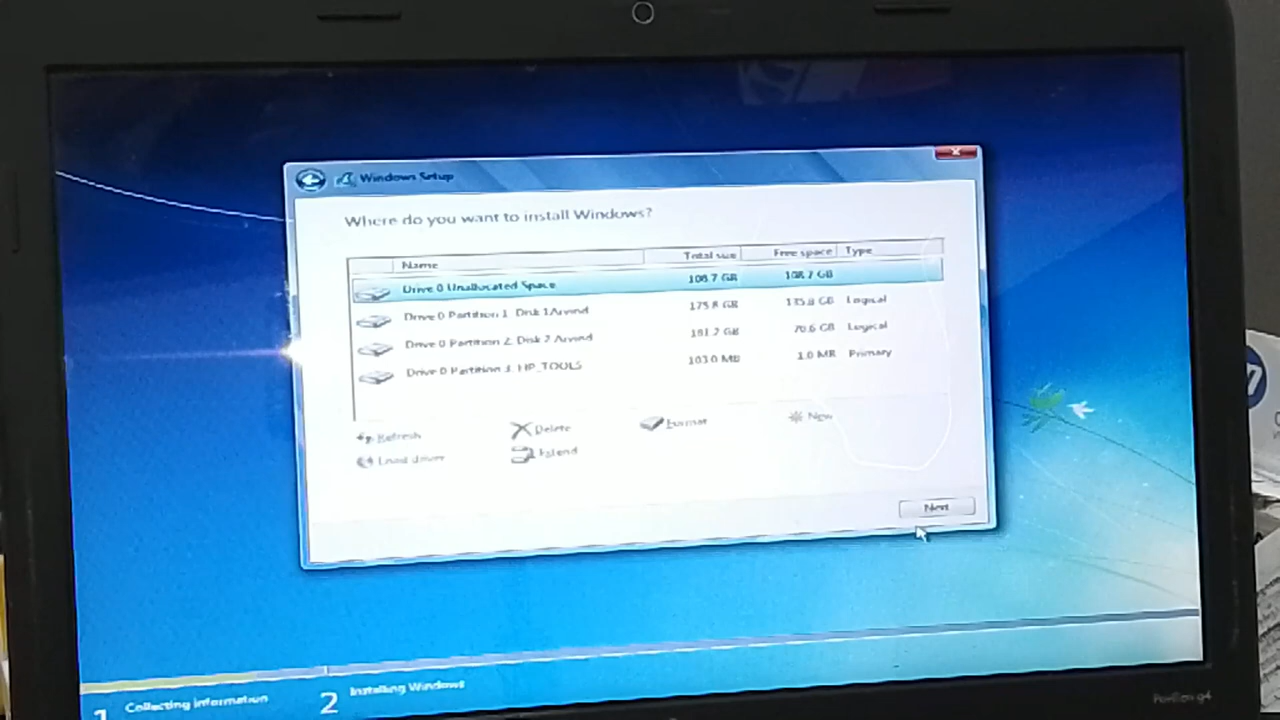 Windows Setup
Where do you want to install Windows?
Name Total size Free space Type
Drive 0 Unallocated Space 108.7 GB 108.7 GB
Drive 0 Partition 1: Disk 1Arvind 175.8 GB 135.8 GB Logical
Drive 0 Partition 2: Disk 2 Arvind 181.2 GB 70.6 GB Logical
Drive 0 Partition 3: HP_TOOLS 103.0 MB 1.0 MB Primary
Refresh Delete Format New
Load driver Extend
Next
1 Collecting information 2 Installing Windows
Pavilion g4